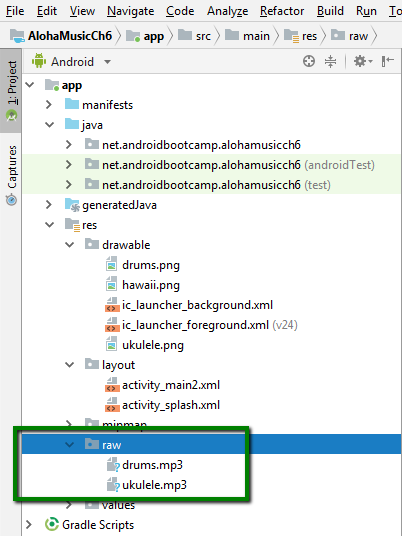 File Edit View Navigate Code Analyze Refactor Build Run
AlohaMusicCh6 app src main res raw
Android
1: Project
Captures
app
manifests
java
net.androidbootcamp.alohamusicch6
net.androidbootcamp.alohamusicch6 (androidTest)
net.androidbootcamp.alohamusicch6 (test)
generatedJava
res
drawable
drums.png
hawaii.png
ic_launcher_background.xml
ic_launcher_foreground.xml (v24)
ukulele.png
layout
activity_main2.xml
activity_splash.xml
mipmap
raw
drums.mp3
ukulele.mp3
values
Gradle Scripts